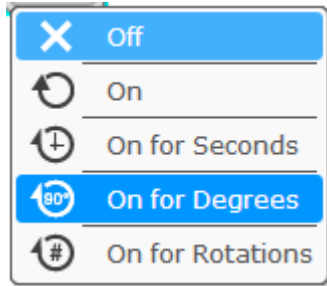 Off
On
On for Seconds
90° On for Degrees
# On for Rotations